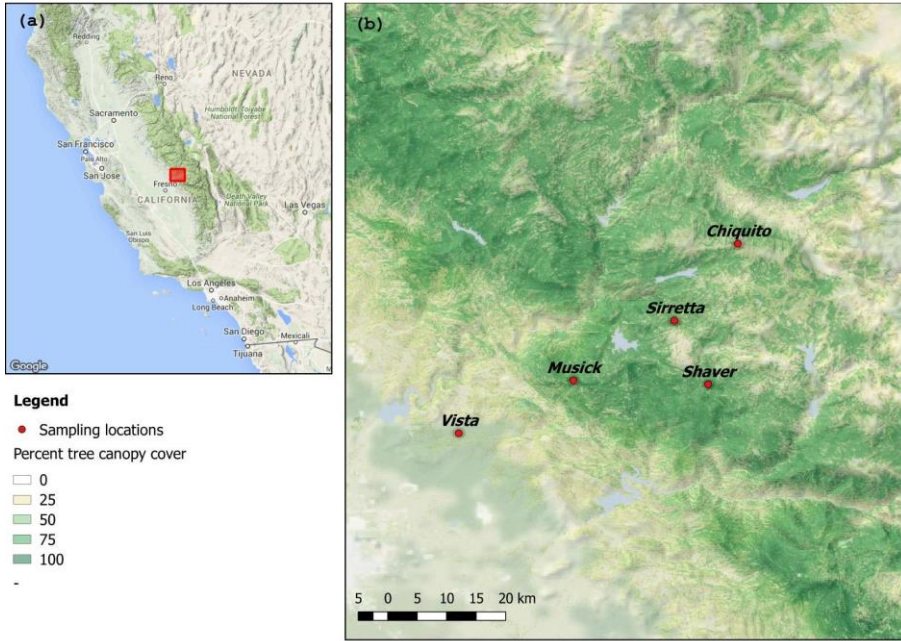 (a)
Redding
Reno
NEVADA
Humboldt-Toiyabe
National Forest
Sacramento
San Francisco
Palo Alto
San Jose
Fresno
CALIFORNIA
Death Valley
National Park
Las Vegas
San Luis
Obispo
Los Angeles
Anaheim
Long Beach
San Diego
Mexicali
Tijuana
Google
M
Legend
Sampling locations
Percent tree canopy cover
0
25
50
75
100
-
(b)
Chiquito
Sirretta
Musick
Shaver
Vista
5 0 5 10 15 20 km